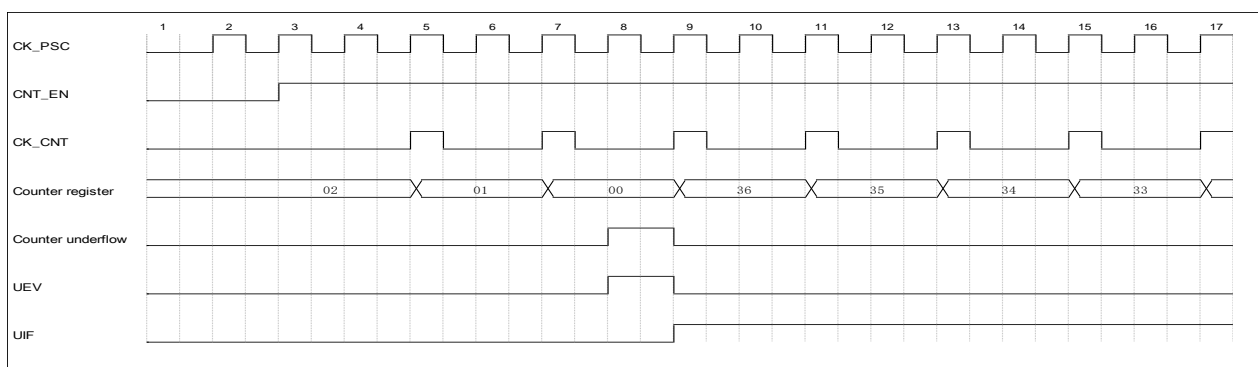 1 2 3 4 5 6 7 8 9 10 11 12 13 14 15 16 17
CK_PSC
CNT_EN
CK_CNT
Counter register 02 01 00 36 35 34 33
Counter underflow
UEV
UIF